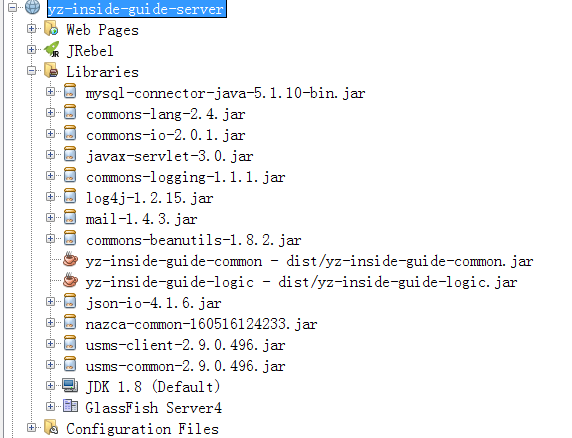 yz-inside-guide-server
Web Pages
JRebel
Libraries
mysql-connector-java-5.1.10-bin.jar
commons-lang-2.4.jar
commons-io-2.0.1.jar
javax-servlet-3.0.jar
commons-logging-1.1.1.jar
log4j-1.2.15.jar
mail-1.4.3.jar
commons-beanutils-1.8.2.jar
yz-inside-guide-common - dist/yz-inside-guide-common.jar
yz-inside-guide-logic - dist/yz-inside-guide-logic.jar
json-io-4.1.6.jar
nazca-common-160516124233.jar
usms-client-2.9.0.496.jar
usms-common-2.9.0.496.jar
JDK 1.8 (Default)
GlassFish Server4
Configuration Files